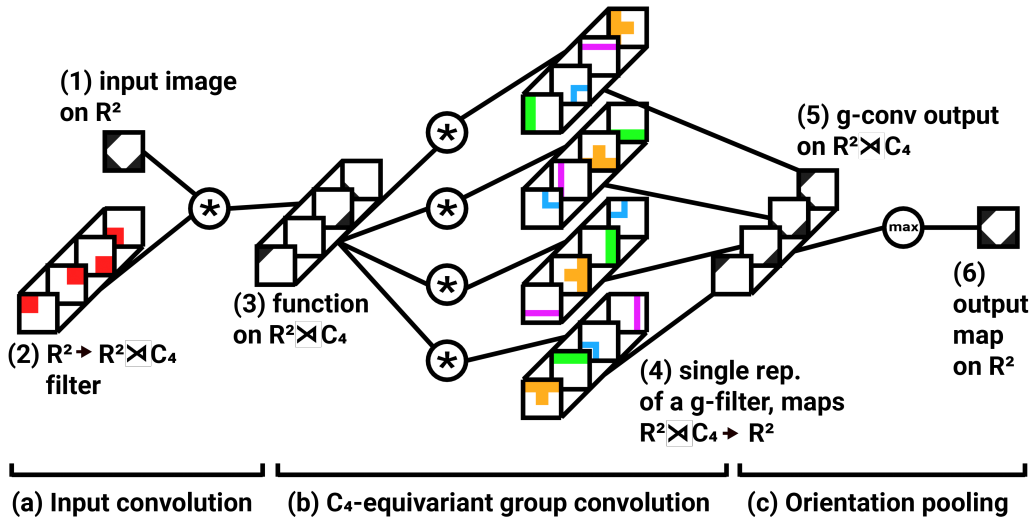 (1) input image
on R²
(2) R² → R²⋊C₄
filter
(3) function
on R²⋊C₄
*
*
*
*
*
(4) single rep.
of a g-filter, maps
R²⋊C₄ → R²
(5) g-conv output
on R²⋊C₄
max
(6)
output
map
on R²
(a) Input convolution
(b) C₄-equivariant group convolution
(c) Orientation pooling